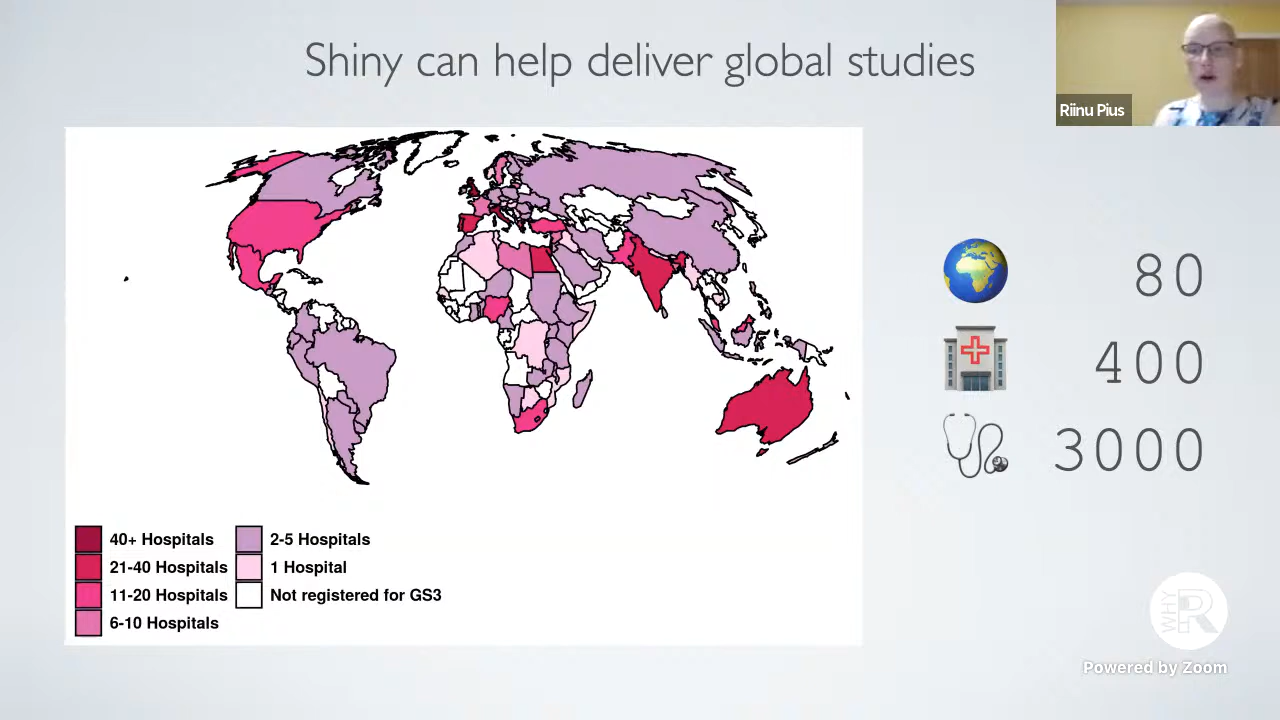 Shiny can help deliver global studies
Riinu Pius
80
400
3000
40+ Hospitals
21-40 Hospitals
11-20 Hospitals
6-10 Hospitals
2-5 Hospitals
1 Hospital
Not registered for GS3
WHY R
Powered by Zoom